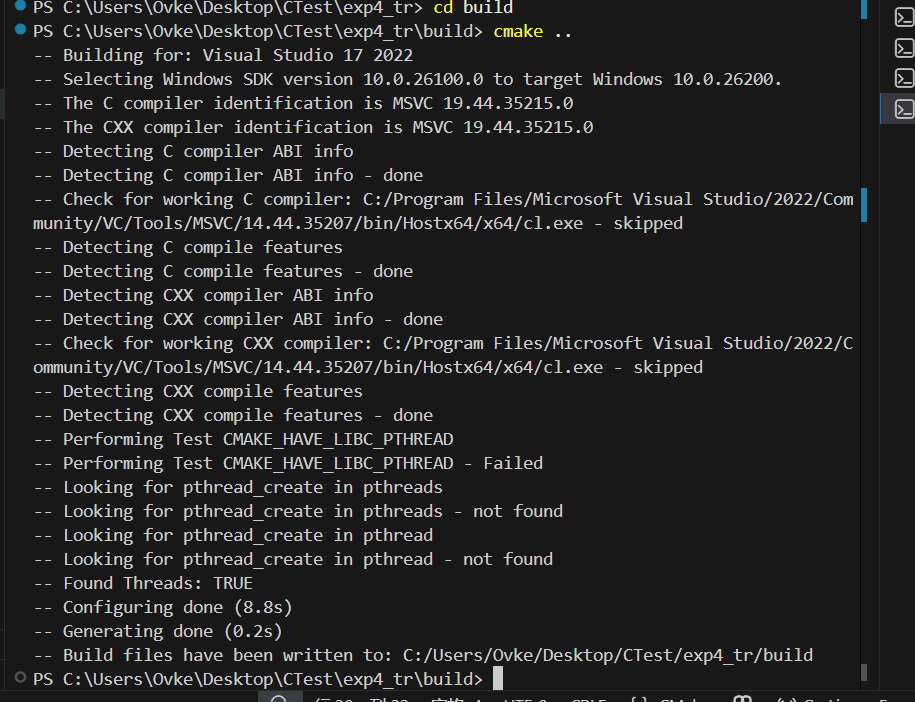 PS C:\Users\Ovke\Desktop\CTest\exp4_tr> cd build
PS C:\Users\Ovke\Desktop\CTest\exp4_tr\build> cmake ..
-- Building for: Visual Studio 17 2022
-- Selecting Windows SDK version 10.0.26100.0 to target Windows 10.0.26200.
-- The C compiler identification is MSVC 19.44.35215.0
-- The CXX compiler identification is MSVC 19.44.35215.0
-- Detecting C compiler ABI info
-- Detecting C compiler ABI info - done
-- Check for working C compiler: C:/Program Files/Microsoft Visual Studio/2022/Com
munity/VC/Tools/MSVC/14.44.35207/bin/Hostx64/x64/cl.exe - skipped
-- Detecting C compile features
-- Detecting C compile features - done
-- Detecting CXX compiler ABI info
-- Detecting CXX compiler ABI info - done
-- Check for working CXX compiler: C:/Program Files/Microsoft Visual Studio/2022/C
ommunity/VC/Tools/MSVC/14.44.35207/bin/Hostx64/x64/cl.exe - skipped
-- Detecting CXX compile features
-- Detecting CXX compile features - done
-- Performing Test CMAKE_HAVE_LIBC_PTHREAD
-- Performing Test CMAKE_HAVE_LIBC_PTHREAD - Failed
-- Looking for pthread_create in pthreads
-- Looking for pthread_create in pthreads - not found
-- Looking for pthread_create in pthread
-- Looking for pthread_create in pthread - not found
-- Found Threads: TRUE
-- Configuring done (8.8s)
-- Generating done (0.2s)
-- Build files have been written to: C:/Users/Ovke/Desktop/CTest/exp4_tr/build
PS C:\Users\Ovke\Desktop\CTest\exp4_tr\build>